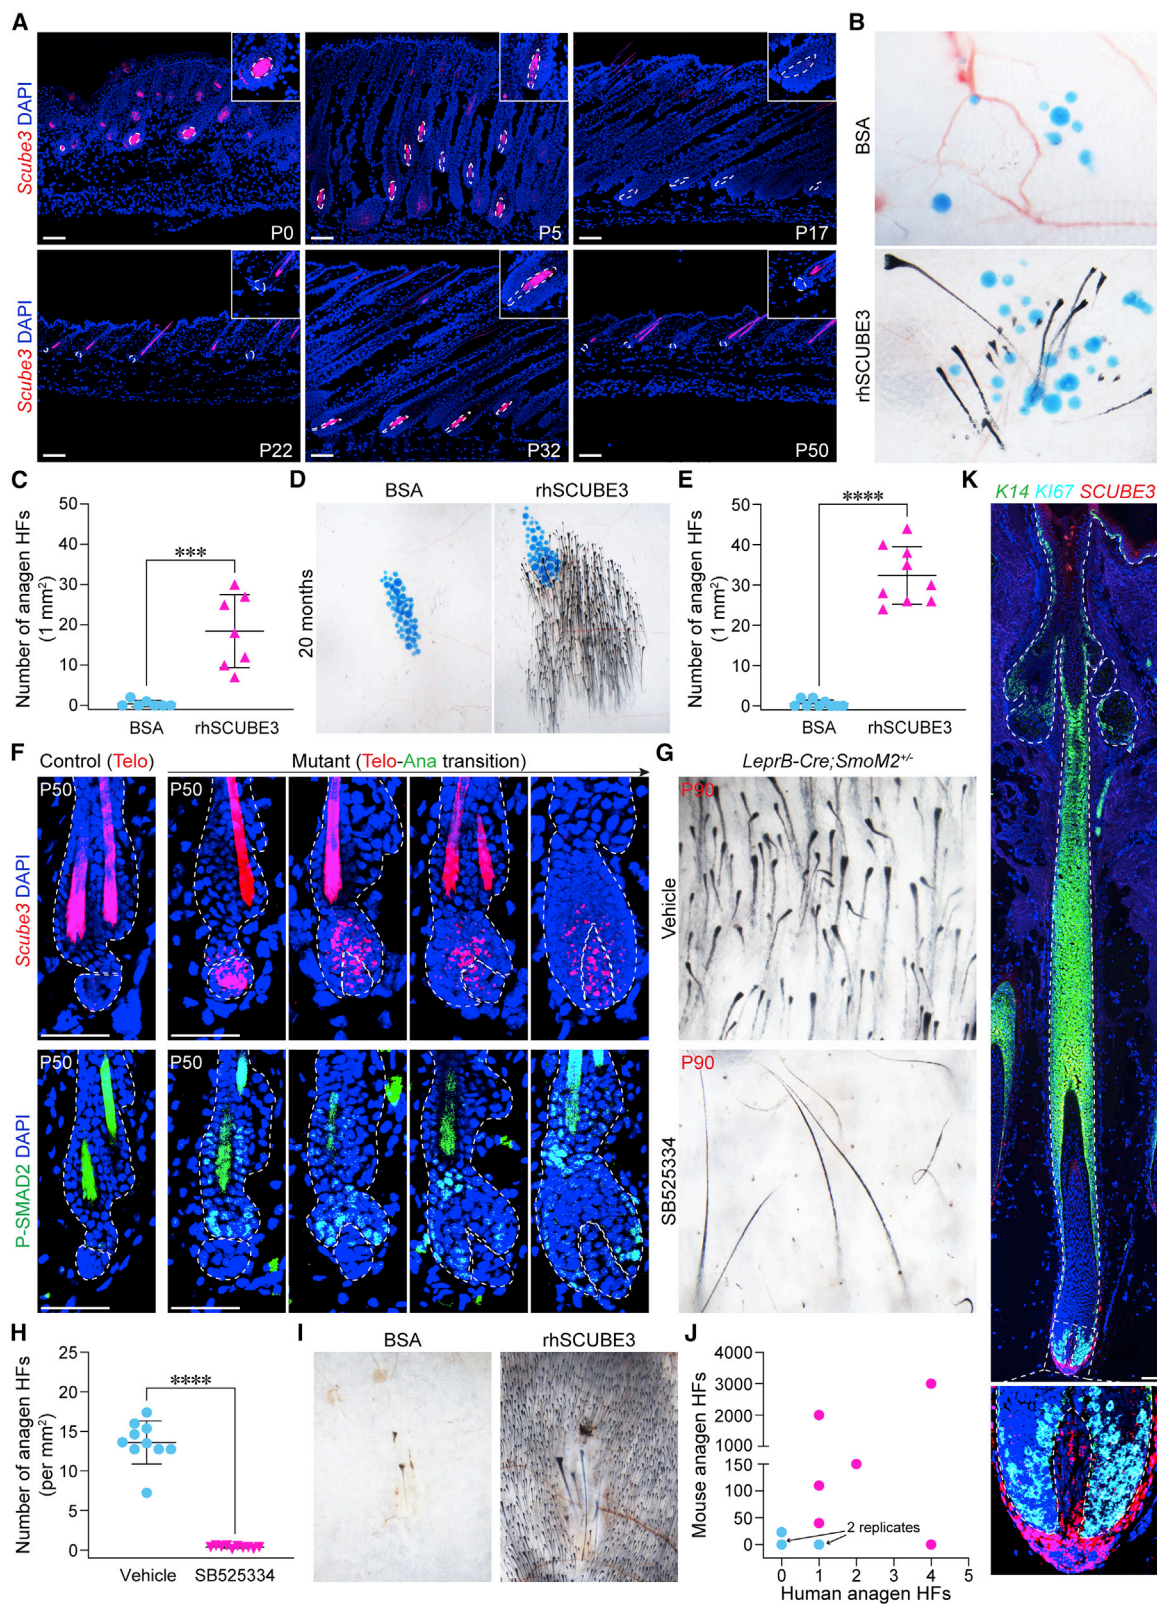 A
Scube3 DAPI
P0
P5
P17
Scube3 DAPI
P22
P32
P50
B
BSA
rhSCUBE3
C
Number of anagen HFs
(1 mm²)
50
40
30
20
10
0
***
BSA
rhSCUBE3
D
BSA
rhSCUBE3
20 months
E
Number of anagen HFs
(1 mm²)
50
40
30
20
10
0
****
BSA
rhSCUBE3
F
Control (Telo)
Mutant (Telo-Ana transition)
Scube3 DAPI
P50
P50
P-SMAD2 DAPI
P50
P50
G
LeprB-Cre;SmoM2+/-
Vehicle
P90
SB525334
P90
H
Number of anagen HFs
(per mm²)
25
20
15
10
5
0
****
Vehicle
SB525334
I
BSA
rhSCUBE3
J
Mouse anagen HFs
4000
3000
2000
1000
150
100
50
0
2 replicates
0
1
2
3
4
5
Human anagen HFs
K
K14 KI67 SCUBE3